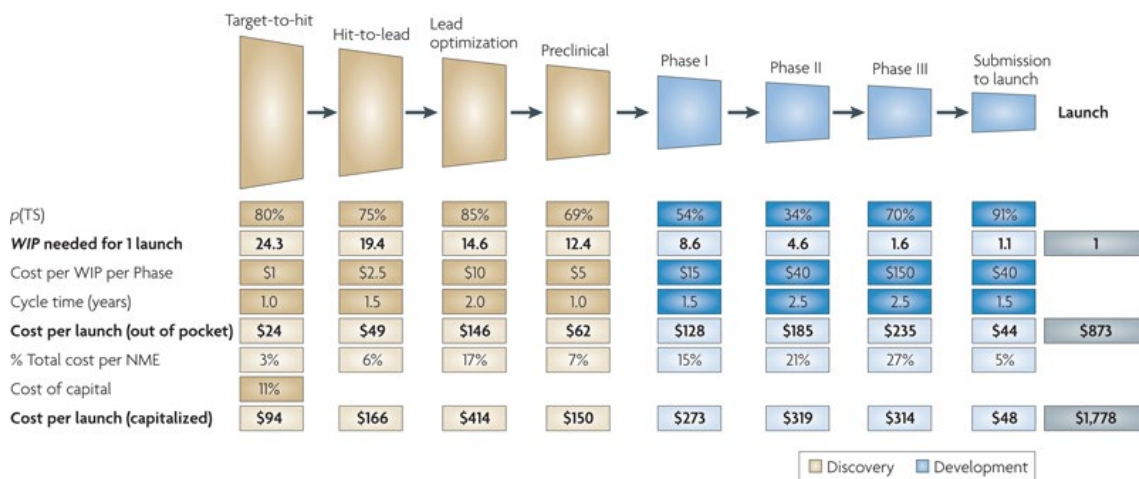 Target-to-hit
Hit-to-lead
Lead
optimization
Preclinical
Phase I
Phase II
Phase III
Submission
to launch
Launch
p(TS) 80% 75% 85% 69% 54% 34% 70% 91%
WIP needed for 1 launch 24.3 19.4 14.6 12.4 8.6 4.6 1.6 1.1 1
Cost per WIP per Phase $1 $2.5 $10 $5 $15 $40 $150 $40
Cycle time (years) 1.0 1.5 2.0 1.0 1.5 2.5 2.5 1.5
Cost per launch (out of pocket) $24 $49 $146 $62 $128 $185 $235 $44 $873
% Total cost per NME 3% 6% 17% 7% 15% 21% 27% 5%
Cost of capital 11%
Cost per launch (capitalized) $94 $166 $414 $150 $273 $319 $314 $48 $1,778
Discovery Development